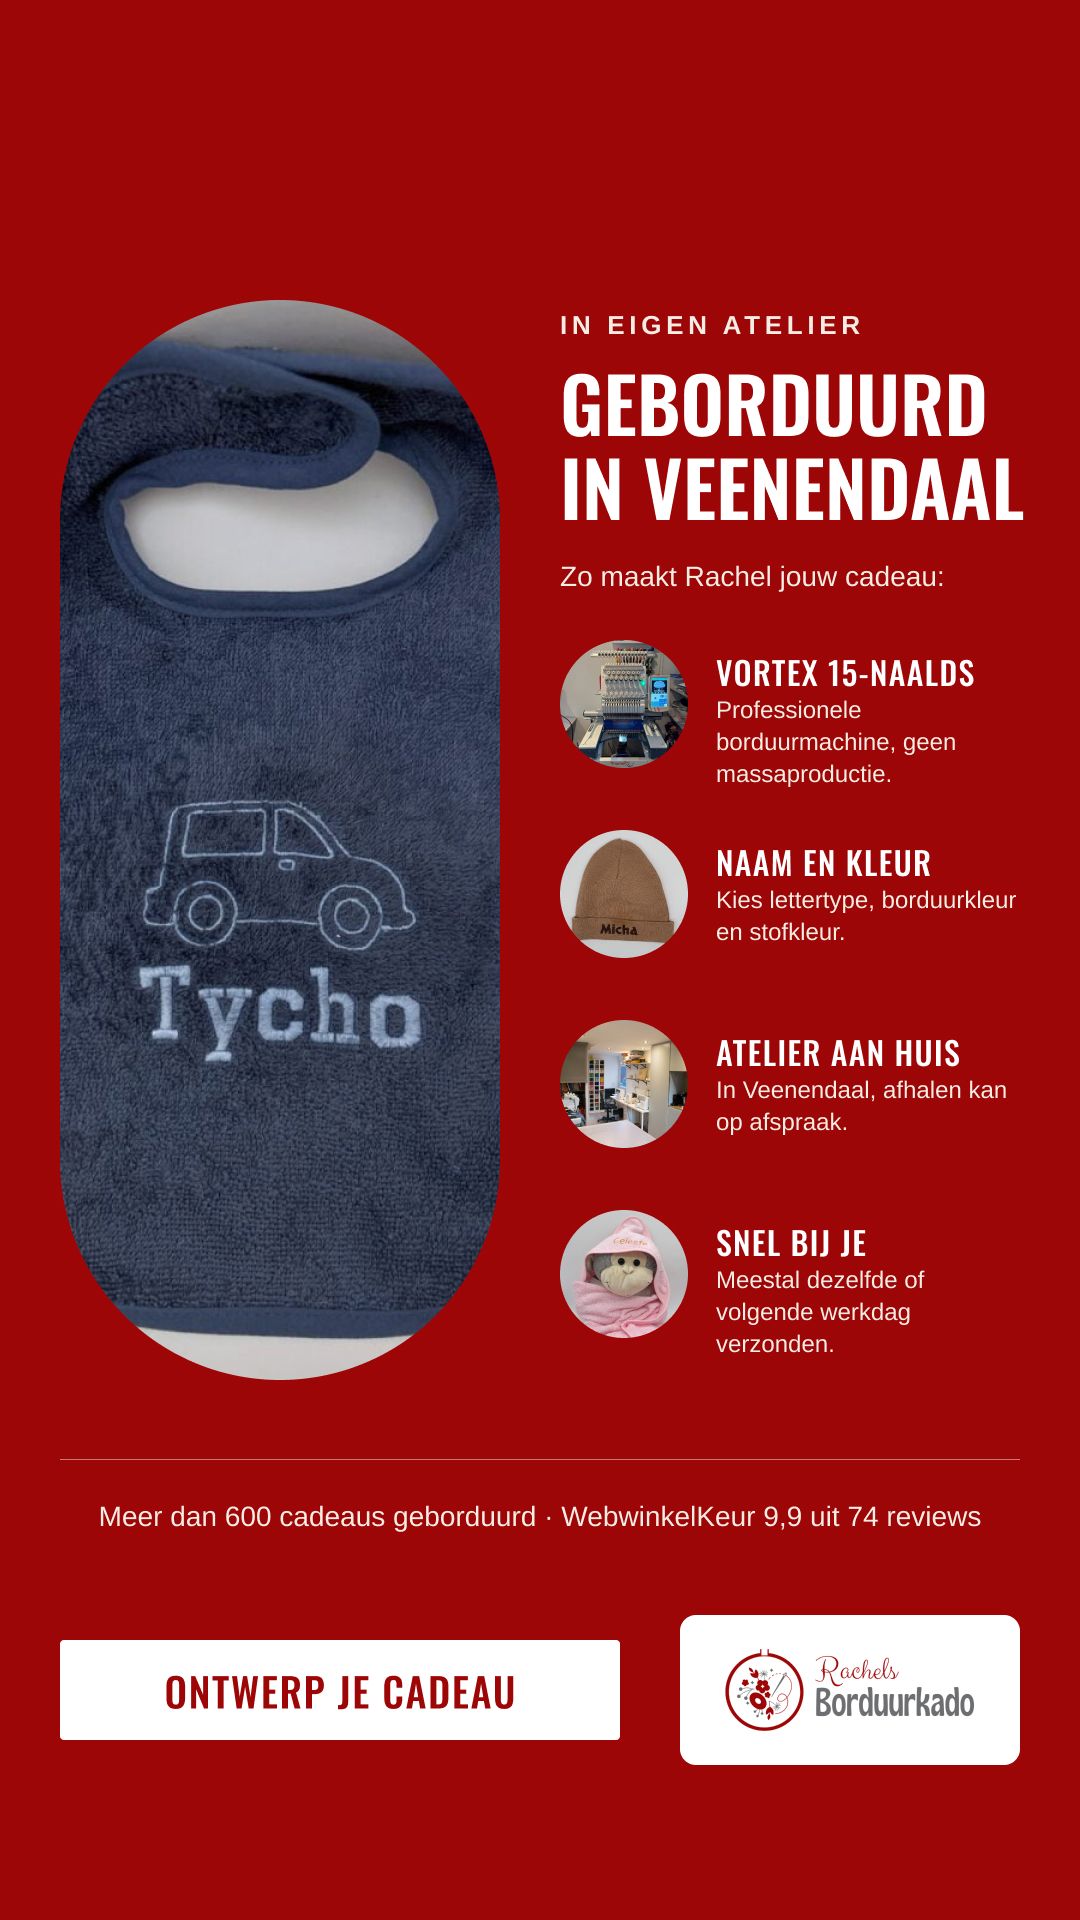 IN EIGEN ATELIER
GEBORDUURD
IN VEENENDAAL
Zo maakt Rachel jouw cadeau:
VORTEX 15-NAALDS
Professionele
borduurmachine, geen
massaproductie.
Micha
NAAM EN KLEUR
Kies lettertype, borduurkleur
en stofkleur.
ATELIER AAN HUIS
In Veenendaal, afhalen kan
op afspraak.
Celeste
SNEL BIJ JE
Meestal dezelfde of
volgende werkdag
verzonden.
Tycho
Meer dan 600 cadeaus geborduurd · WebwinkelKeur 9,9 uit 74 reviews
ONTWERP JE CADEAU
Rachels
Borduurkado